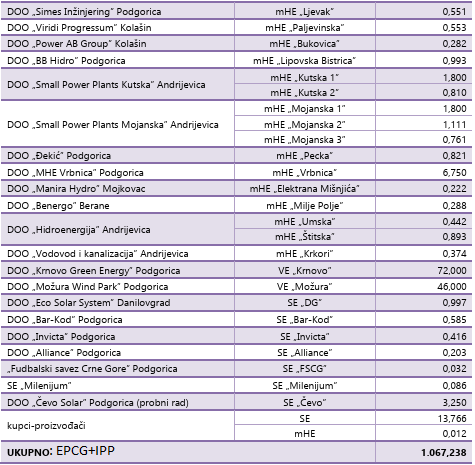 DOO „Simes Inžinjering“ Podgorica mHE „Ljevak“ 0,551
DOO „Viridi Progressum“ Kolašin mHE „Paljevinska“ 0,553
DOO „Power AB Group“ Kolašin mHE „Bukovica“ 0,282
DOO „BB Hidro“ Podgorica mHE „Lipovska Bistrica“ 0,993
DOO „Small Power Plants Kutska“ Andrijevica mHE „Kutska 1“ 1,800
mHE „Kutska 2“ 0,810
DOO „Small Power Plants Mojanska“ Andrijevica mHE „Mojanska 1“ 1,800
mHE „Mojanska 2“ 1,111
mHE „Mojanska 3“ 0,761
DOO „Đekić“ Podgorica mHE „Pecka“ 0,821
DOO „MHE Vrbnica“ Podgorica mHE „Vrbnica“ 6,750
DOO „Manira Hydro“ Mojkovac mHE „Elektrana Mišnjića“ 0,222
DOO „Benergo“ Berane mHE „Milje Polje“ 0,288
DOO „Hidroenergija“ Andrijevica mHE „Umska“ 0,442
mHE „Štitska“ 0,893
DOO „Vodovod i kanalizacija“ Andrijevica mHE „Krkori“ 0,374
DOO „Krnovo Green Energy“ Podgorica VE „Krnovo“ 72,000
DOO „Možura Wind Park“ Podgorica VE „Možura“ 46,000
DOO „Eco Solar System“ Danilovgrad SE „DG“ 0,997
DOO „Bar-Kod“ Podgorica SE „Bar-Kod“ 0,585
DOO „Invicta“ Podgorica SE „Invicta“ 0,416
DOO „Alliance“ Podgorica SE „Alliance“ 0,203
„Fudbalski savez Crne Gore“ Podgorica SE „FSCG“ 0,032
SE „Milenijum“ SE „Milenijum“ 0,086
DOO „Čevo Solar“ Podgorica (probni rad) SE „Čevo“ 3,250
kupci-proizvođači SE 13,766
mHE 0,012
UKUPNO: EPCG+IPP 1.067,238